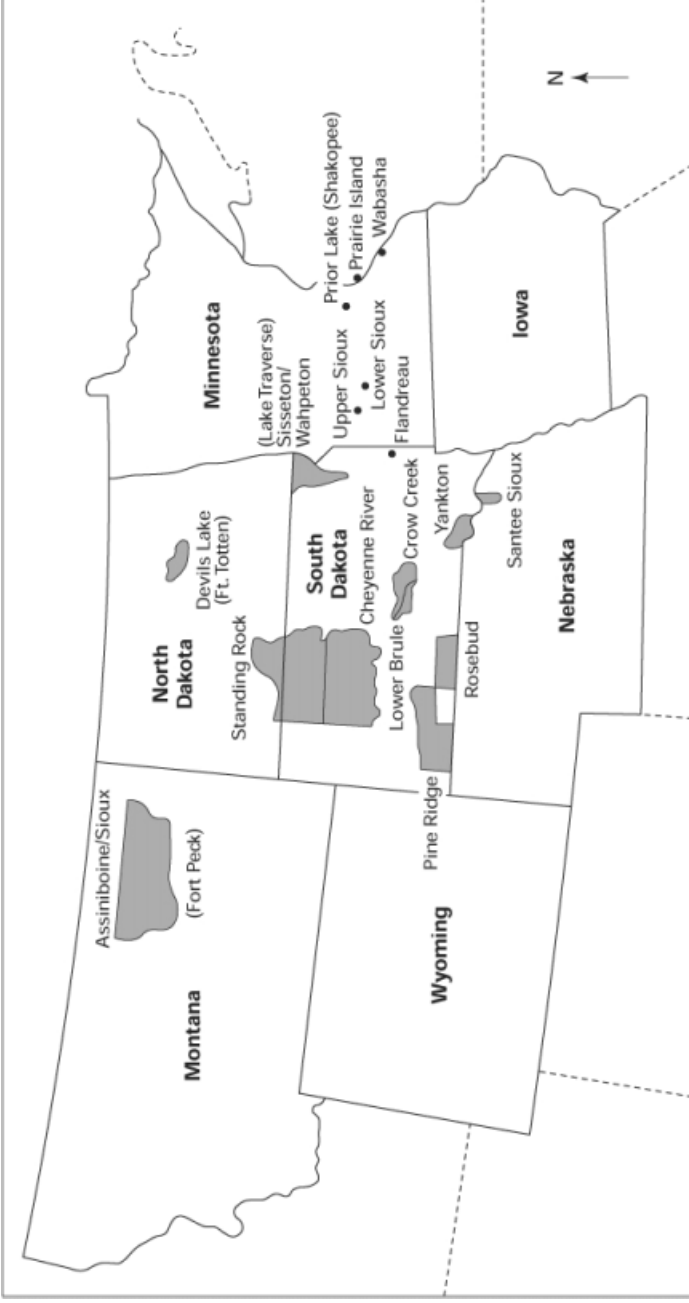 Assiniboine/Sioux
(Fort Peck)
Montana
North
Dakota
Devils Lake
(Ft. Totten)
Standing Rock
Minnesota
(Lake Traverse)
Sisseton/
Wahpeton
Upper Sioux
Prior Lake (Shakopee)
Prairie Island
Wabasha
Lower Sioux
Flandreau
South
Dakota
Cheyenne River
Crow Creek
Lower Brule
Yankton
Pine Ridge
Rosebud
Santee Sioux
Wyoming
Nebraska
Iowa
N